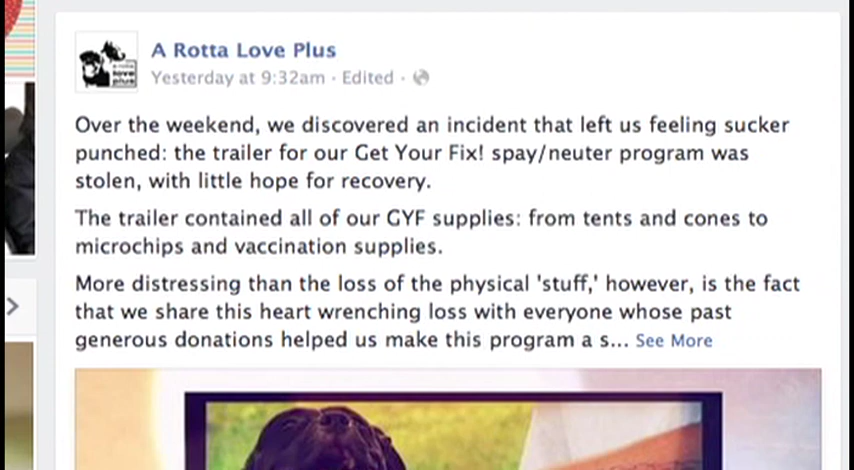 A Rotta Love Plus
Yesterday at 9:32am · Edited ·
Over the weekend, we discovered an incident that left us feeling sucker
punched: the trailer for our Get Your Fix! spay/neuter program was
stolen, with little hope for recovery.
The trailer contained all of our GYF supplies: from tents and cones to
microchips and vaccination supplies.
More distressing than the loss of the physical 'stuff,' however, is the fact
that we share this heart wrenching loss with everyone whose past
generous donations helped us make this program a s... See More